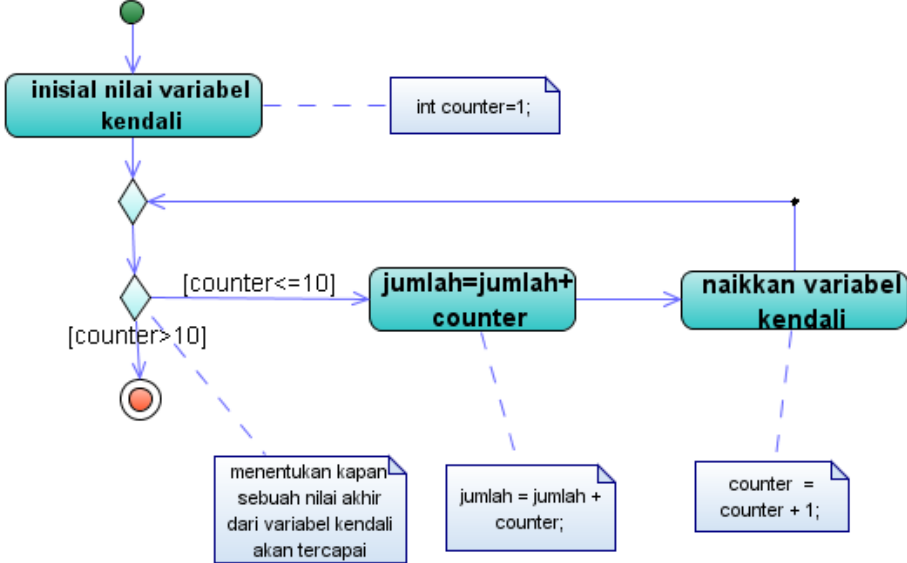 inisial nilai variabel
kendali
int counter=1;
[counter<=10]
jumlah=jumlah+
counter
naikkan variabel
kendali
[counter>10]
menentukan kapan
sebuah nilai akhir
dari variabel kendali
akan tercapai
jumlah = jumlah +
counter;
counter =
counter + 1;